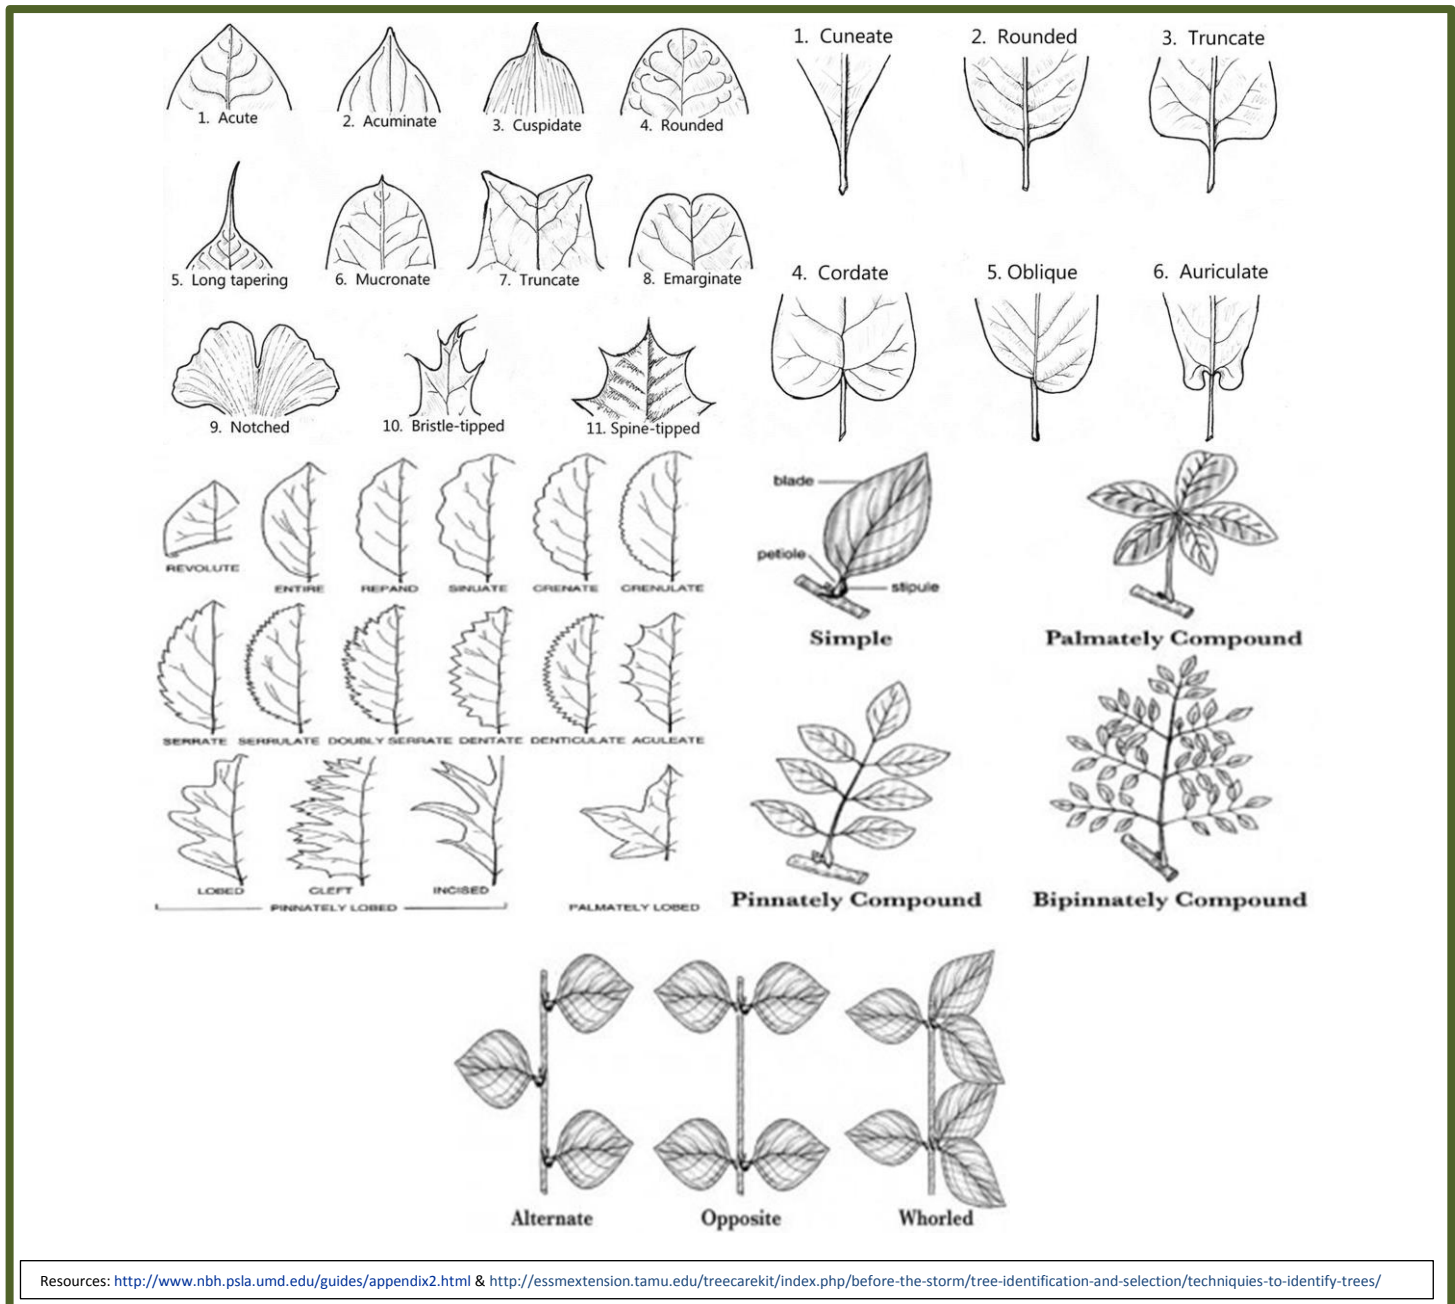 1. Acute
2. Acuminate
3. Cuspidate
4. Rounded
5. Long tapering
6. Mucronate
7. Truncate
8. Emarginate
9. Notched
10. Bristle-tipped
11. Spine-tipped
1. Cuneate
2. Rounded
3. Truncate
4. Cordate
5. Oblique
6. Auriculate
REVOLUTE
ENTIRE
REPAND
SINUATE
CRENATE
CRENULATE
SERRATE
SERRULATE
DOUBLY SERRATE
DENTATE
DENTICULATE
ACULEATE
LOBED
CLEFT
INCISED
PINNATELY LOBED
PALMATELY LOBED
blade
petiole
stipule
Simple
Palmately Compound
Pinnately Compound
Bipinnately Compound
Alternate
Opposite
Whorled
Resources: http://www.nbh.psla.umd.edu/guides/appendix2.html & http://essmextension.tamu.edu/treecarekit/index.php/before-the-storm/tree-identification-and-selection/techniquies-to-identify-trees/